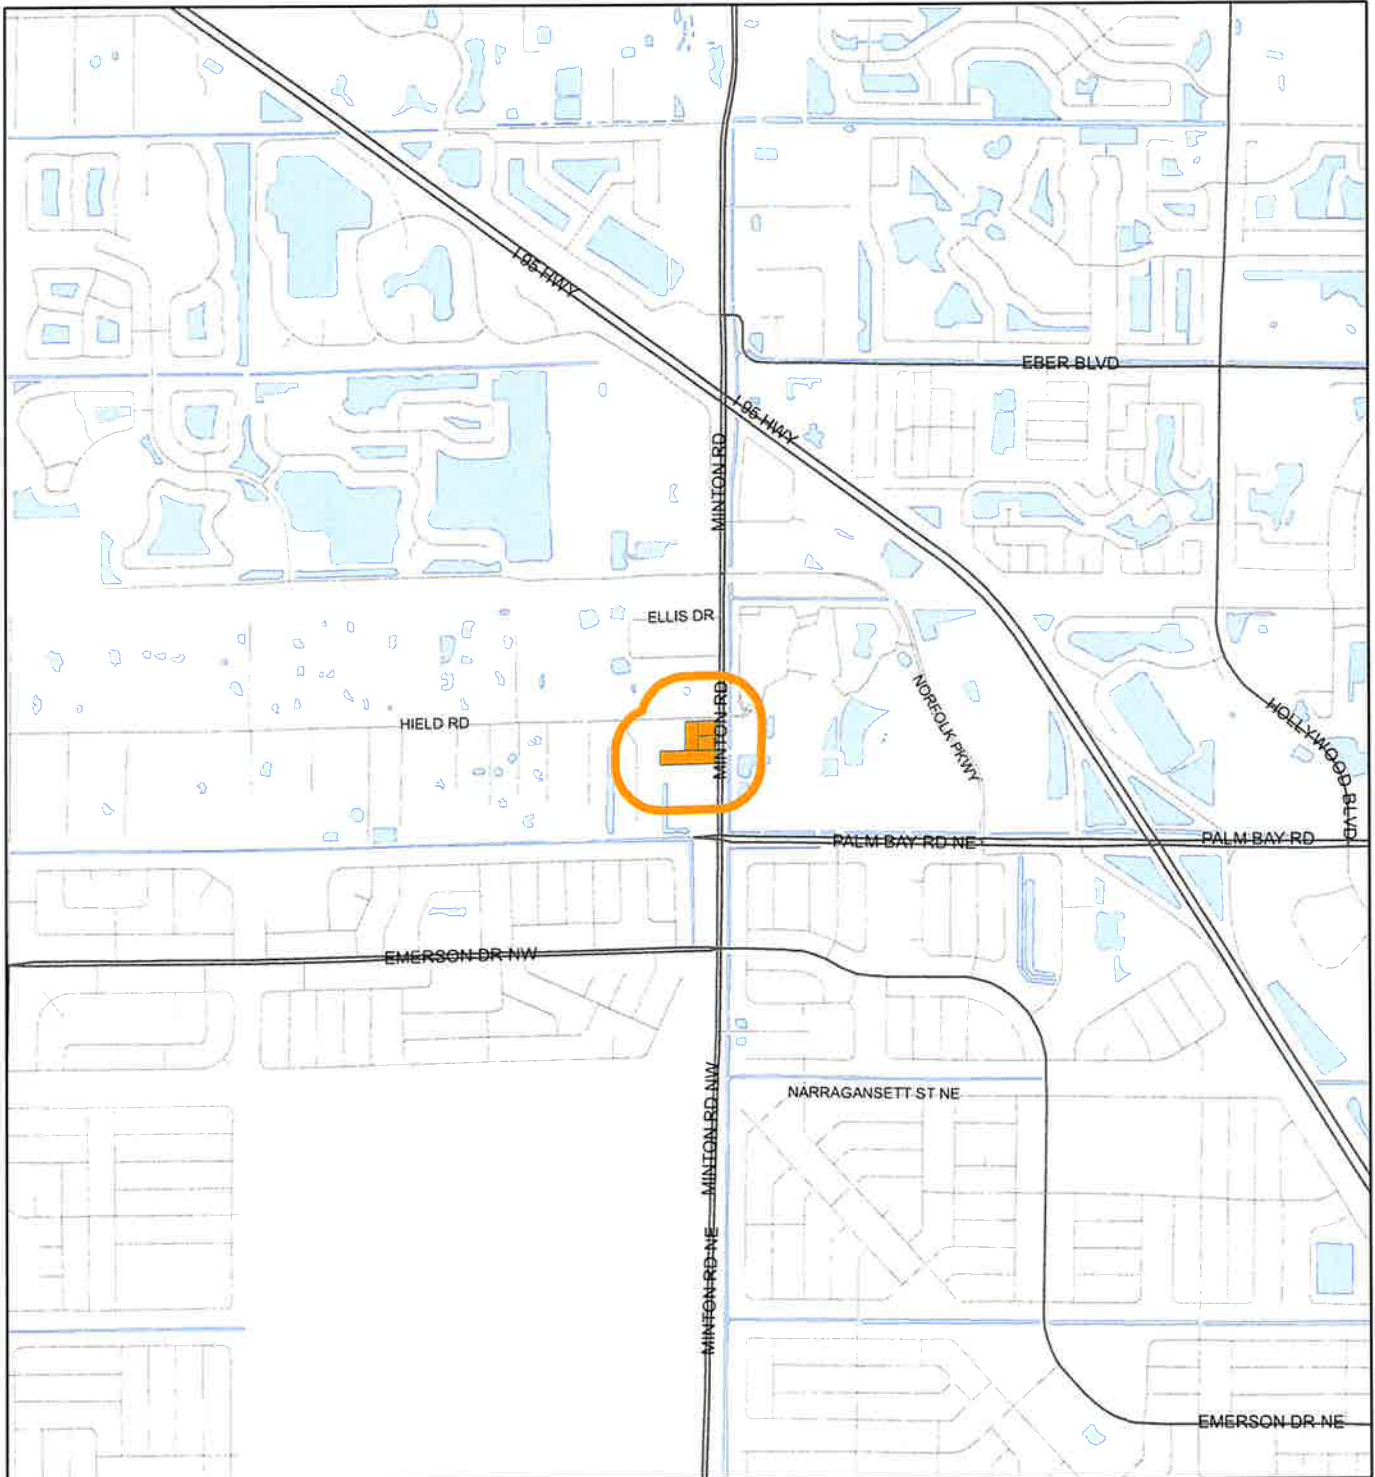 I-95 HWY
EBER BLVD
I-95 HWY
MINTON RD
ELLIS DR
MINTON RD
NORFOLK PKWY
HIELD RD
HOLLYWOOD BLVD
PALM BAY RD NE
PALM BAY RD
EMERSON DR NW
MINTON RD NW
NARRAGANSETT ST NE
MINTON RD NE
EMERSON DR NE